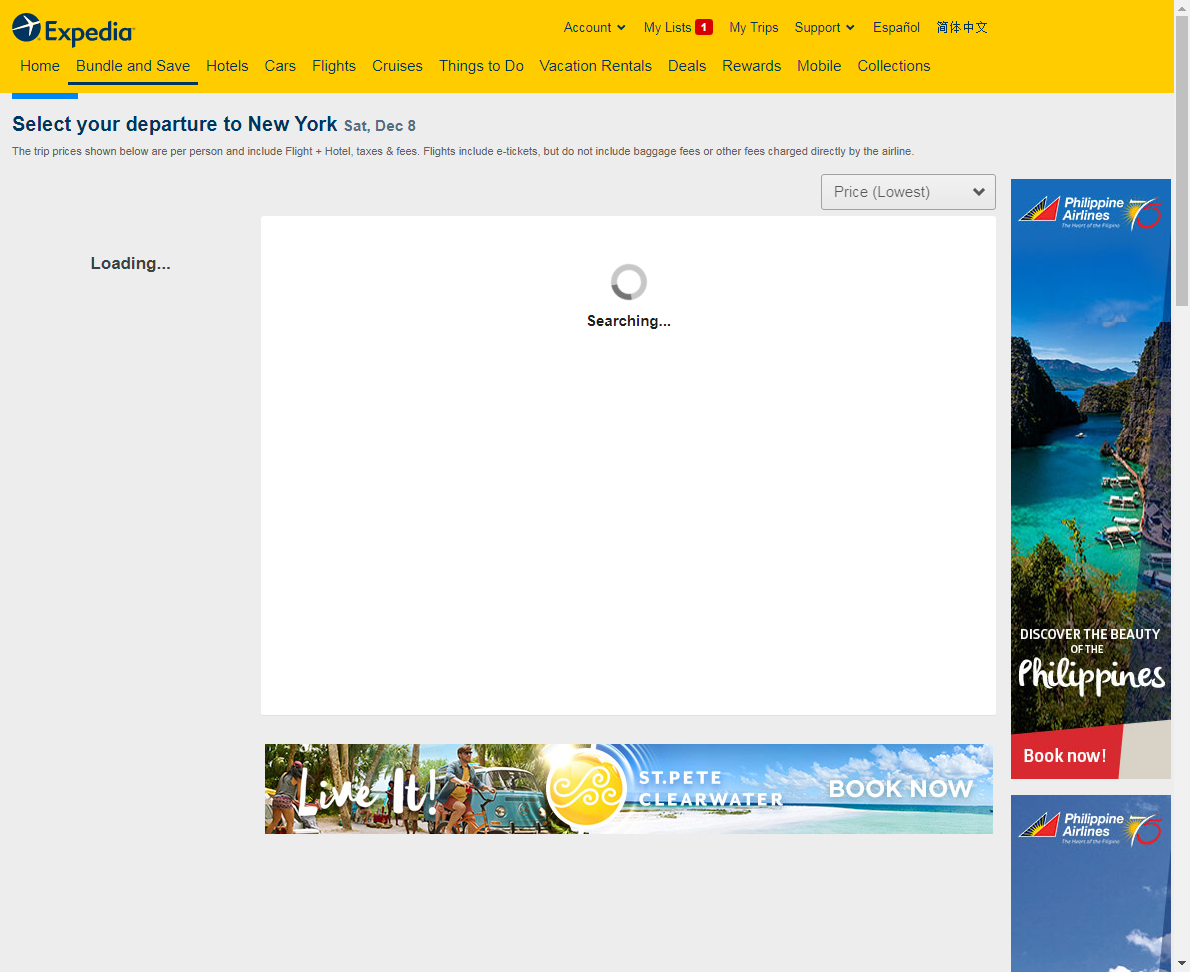 Expedia
Account
My Lists 1
My Trips
Support
Español
简体中文
Home
Bundle and Save
Hotels
Cars
Flights
Cruises
Things to Do
Vacation Rentals
Deals
Rewards
Mobile
Collections
Select your departure to New York Sat, Dec 8
The trip prices shown below are per person and include Flight + Hotel, taxes & fees. Flights include e-tickets, but do not include baggage fees or other fees charged directly by the airline.
Price (Lowest)
Loading...
Searching...
Philippine
Airlines
The Heart of the Filipino
75
DISCOVER THE BEAUTY
OF THE
Philippines
Book now!
Live It!
ST.PETE
CLEARWATER
BOOK NOW
Philippine
Airlines
The Heart of the Filipino
75